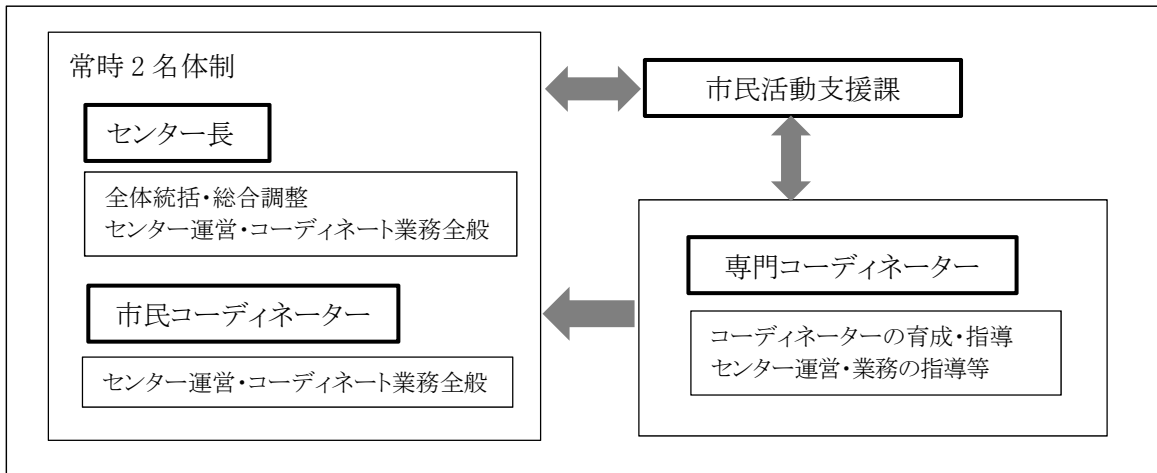 常時2名体制
センター長
全体統括・総合調整
センター運営・コーディネート業務全般
市民コーディネーター
センター運営・コーディネート業務全般
市民活動支援課
専門コーディネーター
コーディネーターの育成・指導
センター運営・業務の指導等